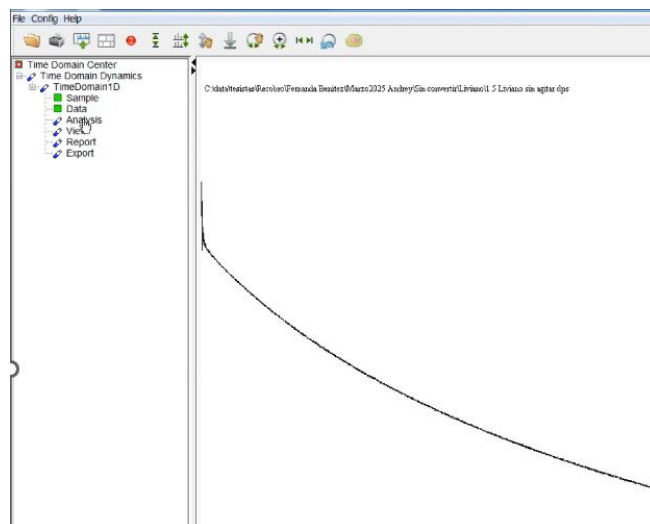 File Config Help
Time Domain Center
Time Domain Dynamics
TimeDomain1D
Sample
Data
Analysis
View
Report
Export
C:\data\tesistas\Recobro\Fernanda Benitez\Marzo2025 Andrey\Sin convertir\Liviano\1 5 Liviano sin agitar.dps